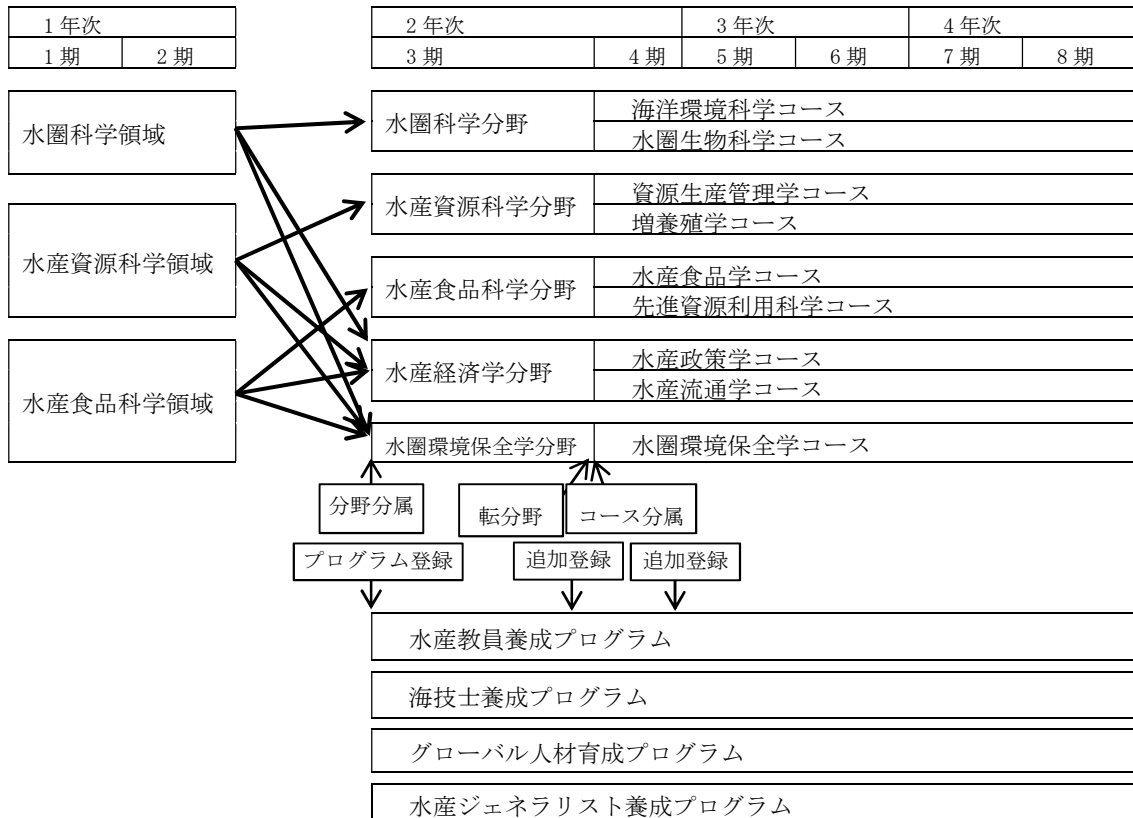 1年次 2年次 3年次 4年次
1期 2期 3期 4期 5期 6期 7期 8期
水圏科学領域
水産資源科学領域
水産食品科学領域
水圏科学分野
海洋環境科学コース
水圏生物科学コース
水産資源科学分野
資源生産管理学コース
増養殖学コース
水産食品科学分野
水産食品学コース
先進資源利用科学コース
水産経済学分野
水産政策学コース
水産流通学コース
水圏環境保全学分野
水圏環境保全学コース
分野分属
転分野
コース分属
プログラム登録
追加登録
追加登録
水産教員養成プログラム
海技士養成プログラム
グローバル人材育成プログラム
水産ジェネラリスト養成プログラム